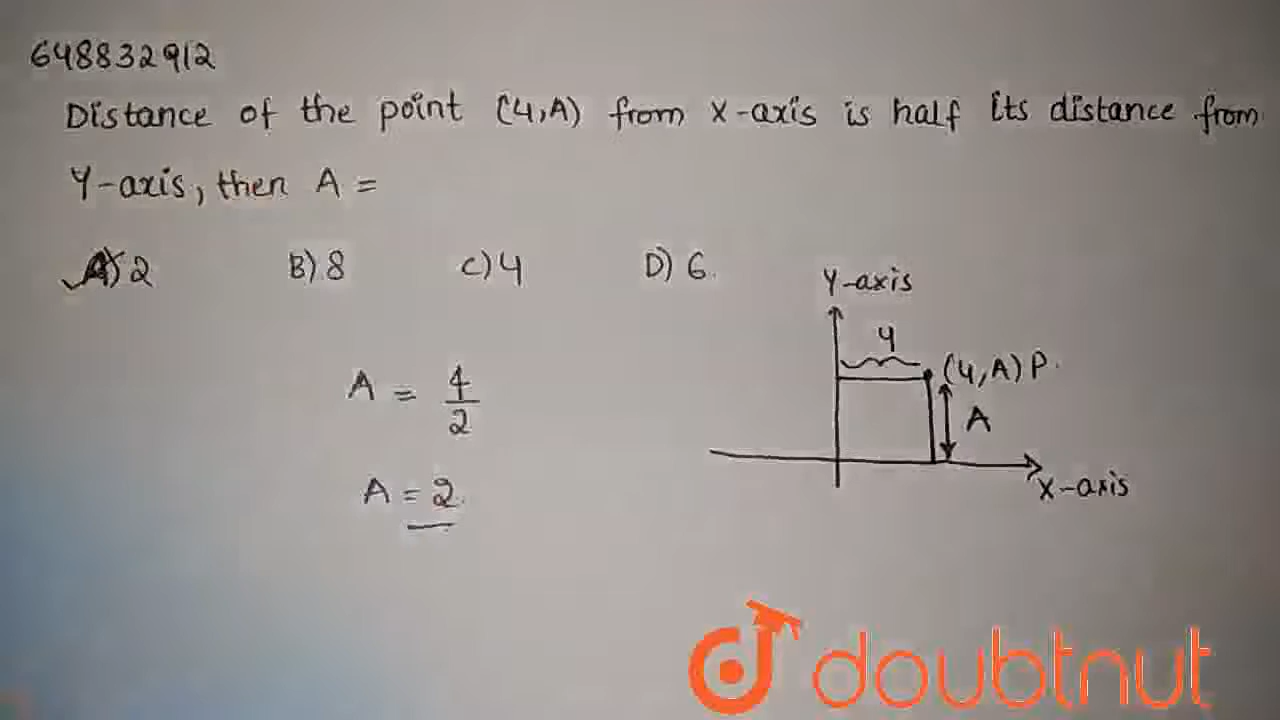 648832912
Distance of the point (4,A) from X-axis is half its distance from
Y-axis, then A =
A) 2 B) 8 C) 4 D) 6.
Y-axis
4
(4,A) P.
A = 4/2
A
A = 2.
X-axis
doubtnut